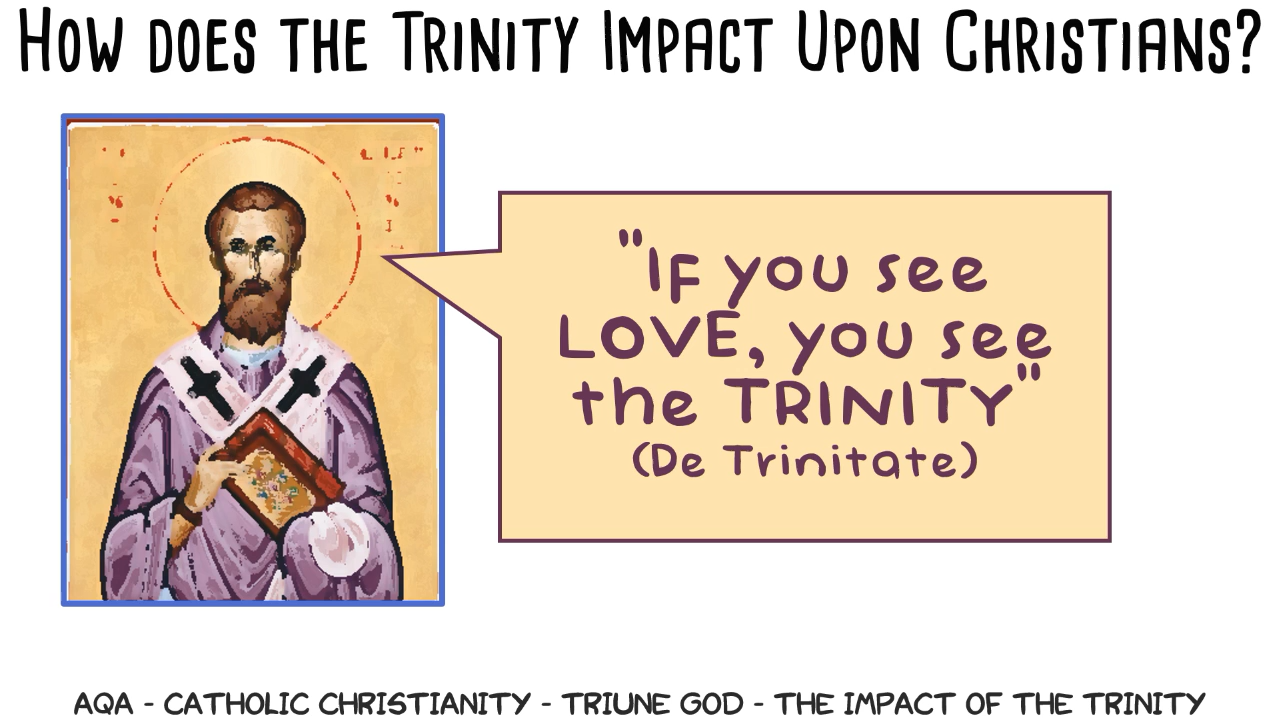 How does the Trinity Impact Upon Christians?
"If you see
LOVE, you see
the TRINITY"
(De Trinitate)
AQA - CATHOLIC CHRISTIANITY - TRIUNE GOD - THE IMPACT OF THE TRINITY